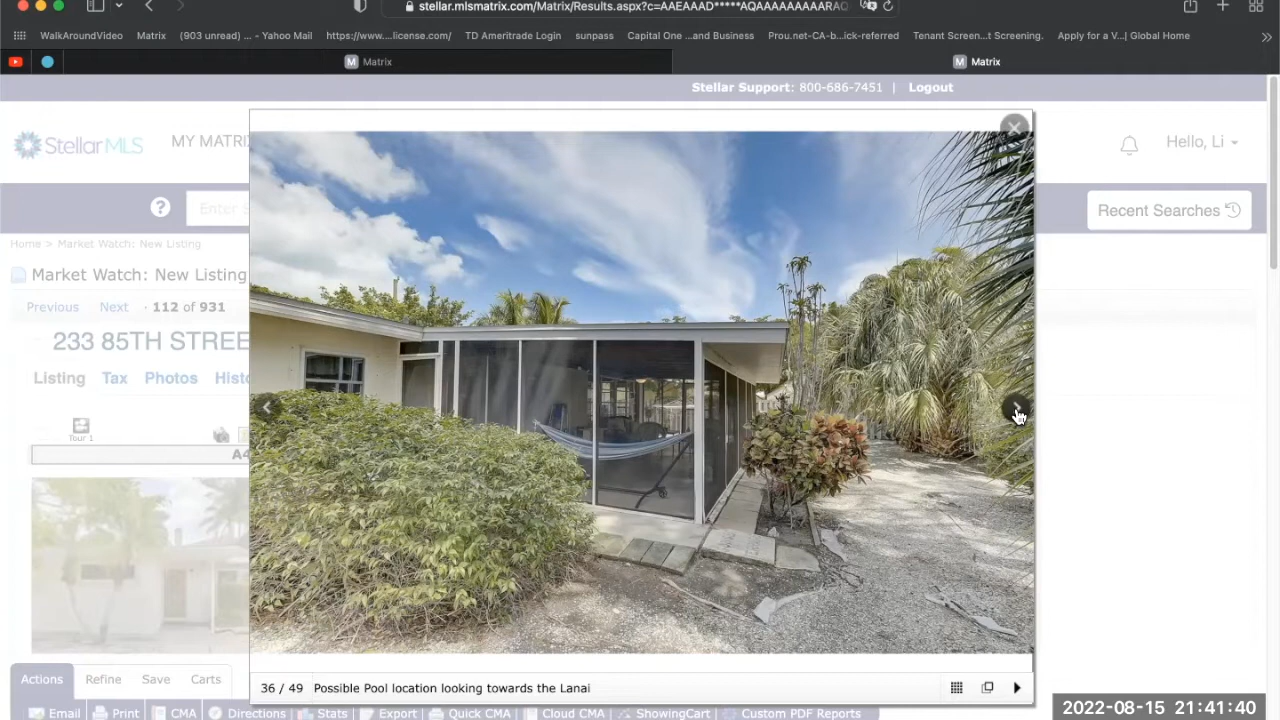 stellar.mlsmatrix.com/Matrix/Results.aspx?c=AAEAAAD*****AQAAAAAAAAARAQ
WalkAroundVideo Matrix (903 unread) ... - Yahoo Mail https://www....license.com/ TD Ameritrade Login sunpass Capital One ...and Business Prou.net-CA-b...ick-referred Tenant Screen...t Screening. Apply for a V...| Global Home
M Matrix M Matrix
Stellar Support: 800-686-7451 | Logout
StellarMLS MY MATRIX Hello, Li
? Enter S Recent Searches
Home > Market Watch: New Listing
Market Watch: New Listing
Previous Next · 112 of 931
233 85TH STREE
Listing Tax Photos Histo
Tour 1
A4
36 / 49 Possible Pool location looking towards the Lanai
Actions Refine Save Carts
Email Print CMA Directions Stats Export Quick CMA Cloud CMA ShowingCart Custom PDF Reports
2022-08-15 21:41:40